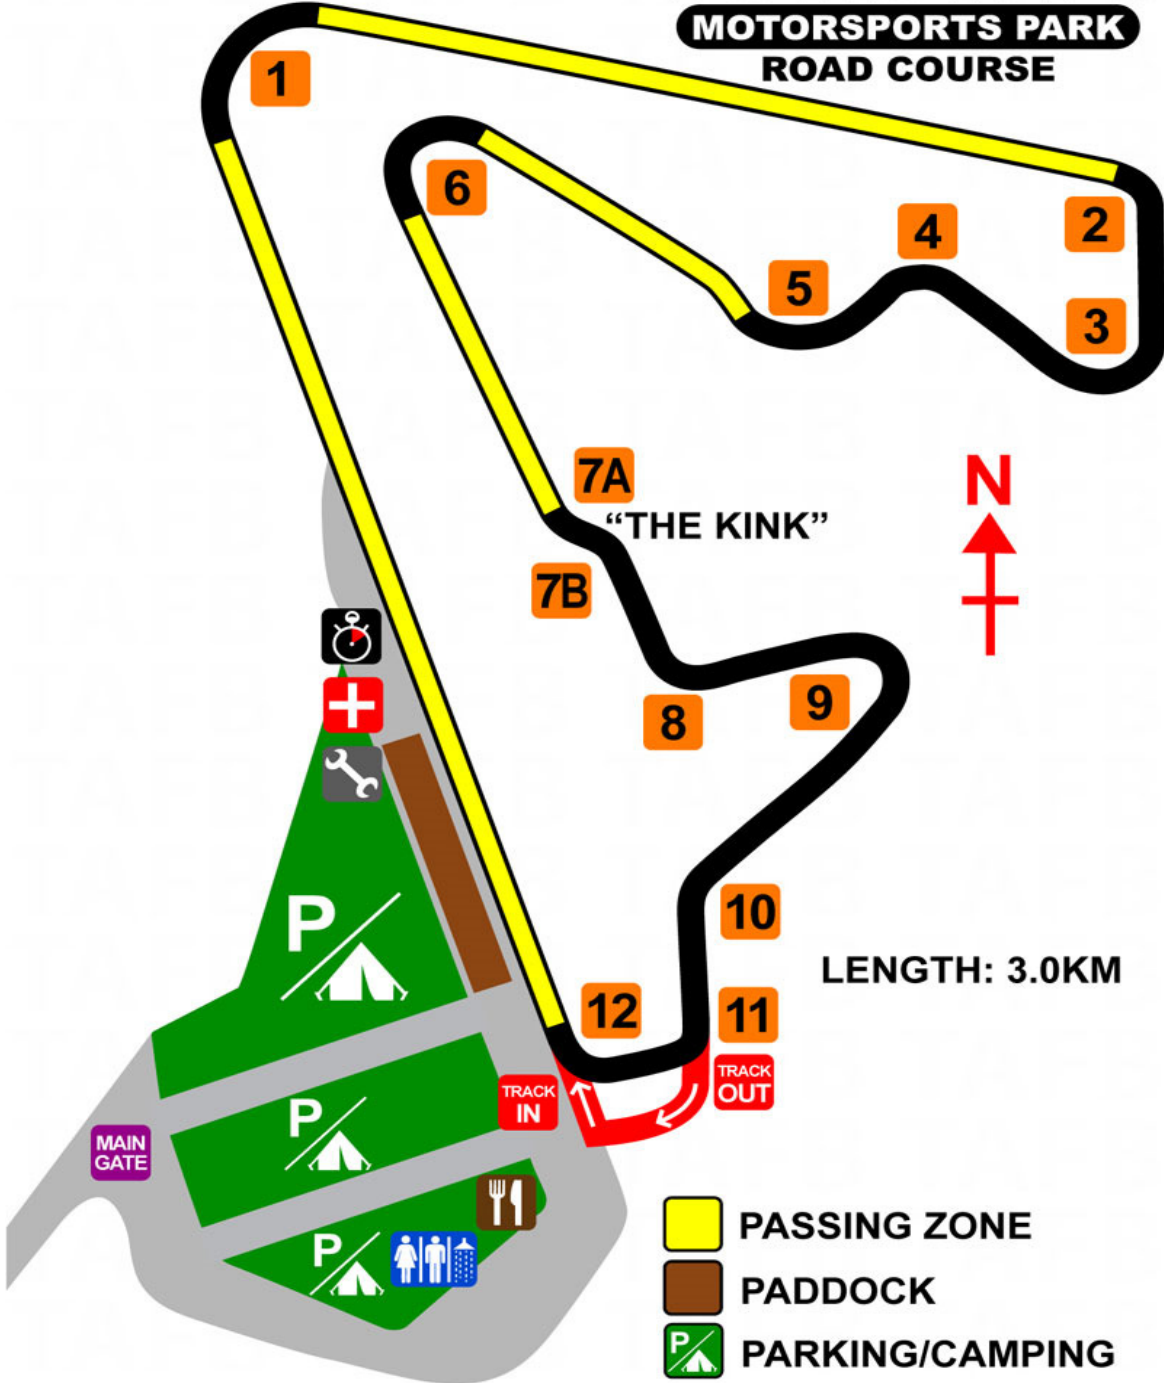 MOTORSPORTS PARK
ROAD COURSE
1
6
2
4
5
3
7A
"THE KINK"
7B
N
8
9
P
10
LENGTH: 3.0KM
12
11
TRACK
OUT
TRACK
IN
P
MAIN
GATE
P
PASSING ZONE
PADDOCK
P
PARKING/CAMPING